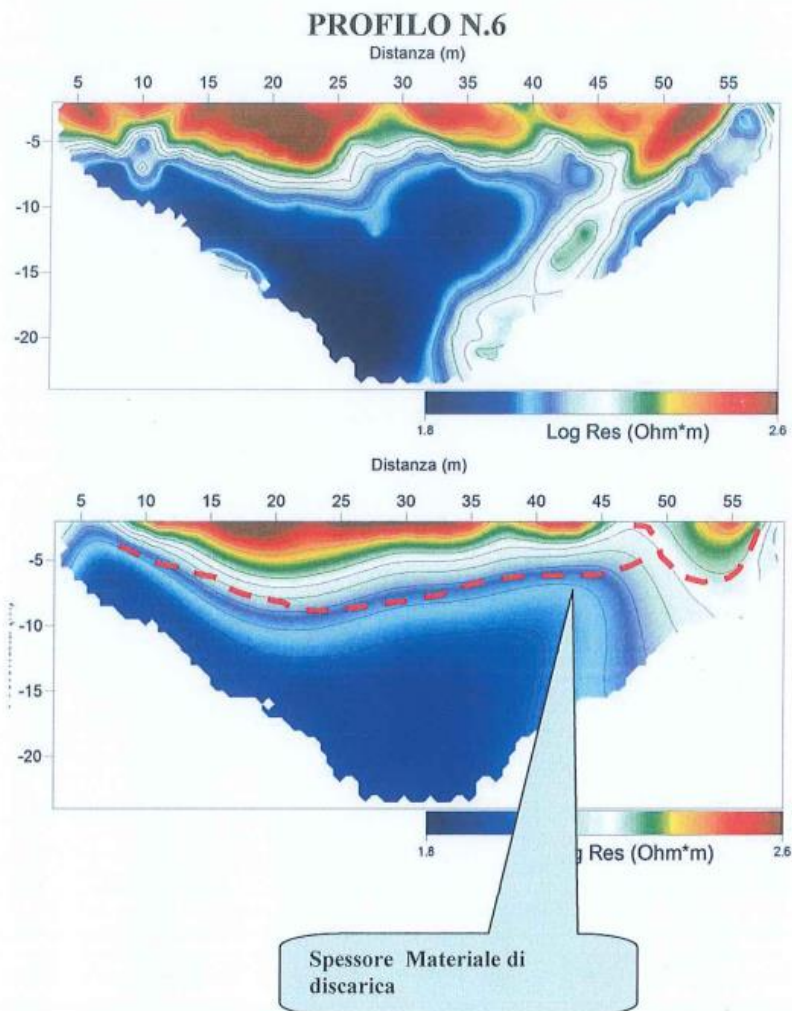 PROFILO N.6
Distanza (m)
5 10 15 20 25 30 35 40 45 50 55
-5
-10
-15
-20
1.8 2.6
Log Res (Ohm*m)
Distanza (m)
5 10 15 20 25 30 35 40 45 50 55
-5
-10
-15
-20
1.8 2.6
g Res (Ohm*m)
Spessore Materiale di
discarica